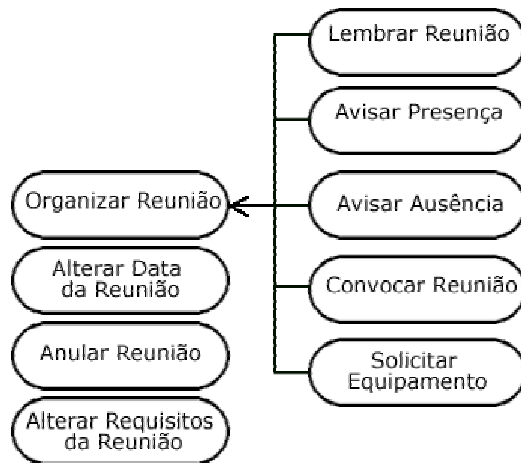 Lembrar Reunião
Avisar Presença
Organizar Reunião
Avisar Ausência
Alterar Data
da Reunião
Convocar Reunião
Anular Reunião
Solicitar
Equipamento
Alterar Requisitos
da Reunião